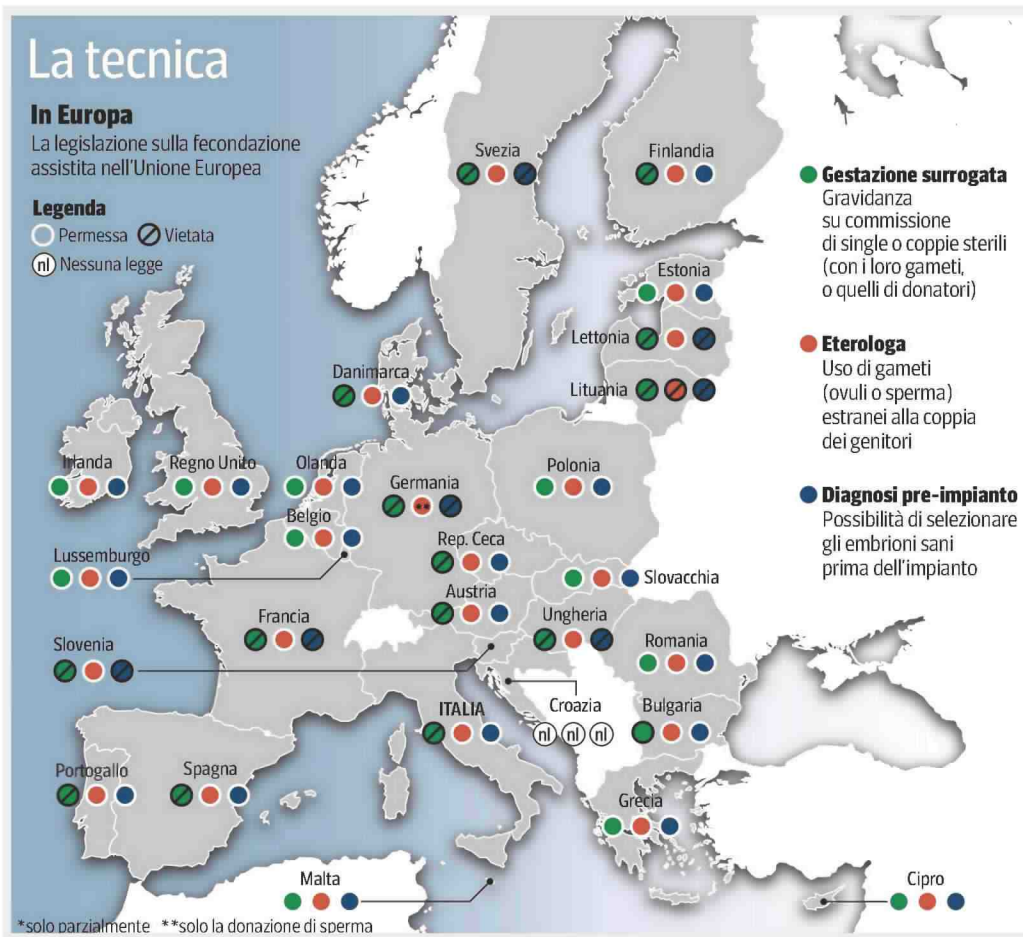 La tecnica
In Europa
La legislazione sulla fecondazione
assistita nell'Unione Europea
Legenda
Permessa
Vietata
nl Nessuna legge
Gestazione surrogata
Gravidanza
su commissione
di single o coppie sterili
(con i loro gameti,
o quelli di donatori)
Eterologa
Uso di gameti
(ovuli o sperma)
estranei alla coppia
dei genitori
Diagnosi pre-impianto
Possibilità di selezionare
gli embrioni sani
prima dell'impianto
Svezia
Finlandia
Estonia
Lettonia
Lituania
Danimarca
Irlanda
Regno Unito
Olanda
Germania
**
Polonia
Belgio
Lussemburgo
Rep. Ceca
Slovacchia
Austria
Francia
Ungheria
Slovenia
Romania
ITALIA
Croazia
nl nl nl
Bulgaria
Portogallo
Spagna
Grecia
Malta
Cipro
*solo parzialmente **solo la donazione di sperma